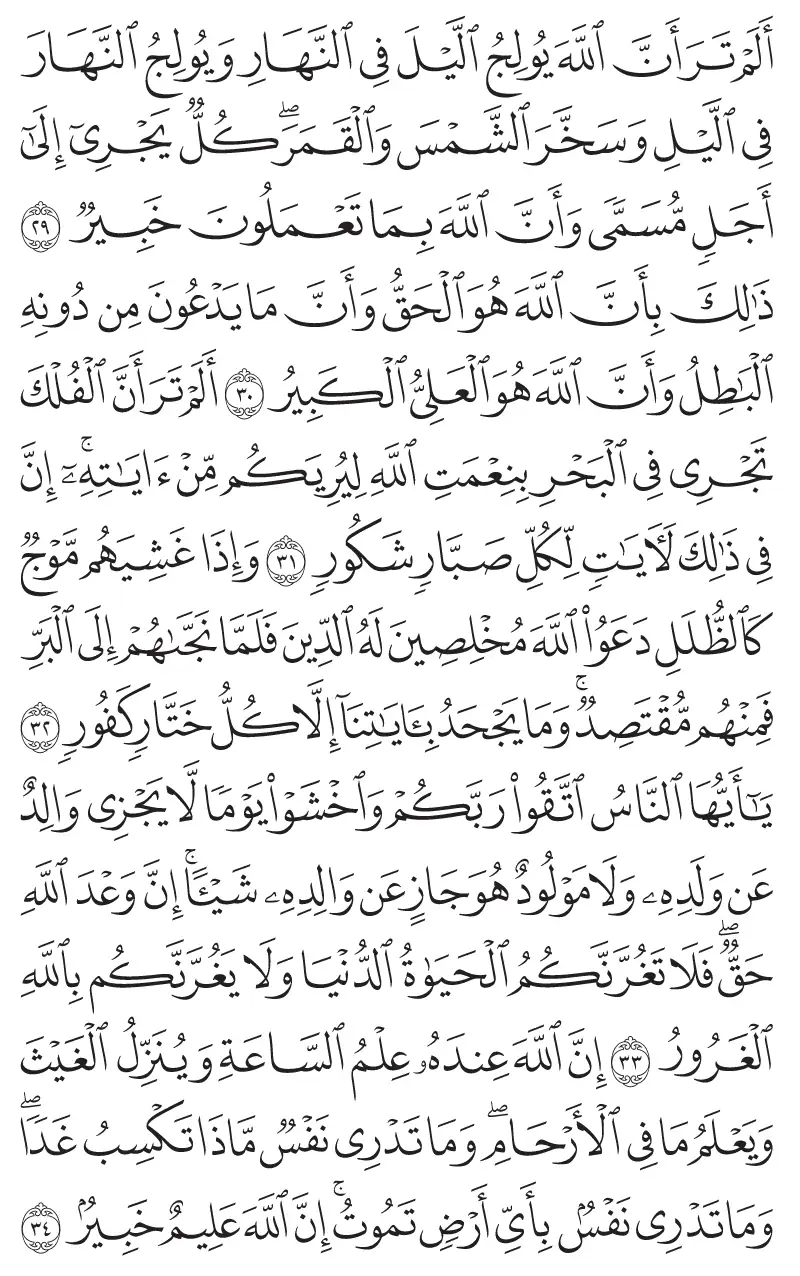 أَلَمۡ تَرَ أَنَّ ٱللَّهَ يُولِجُ ٱلَّيۡلَ فِي ٱلنَّهَارِ وَيُولِجُ ٱلنَّهَارَ
فِي ٱلَّيۡلِ وَسَخَّرَ ٱلشَّمۡسَ وَٱلۡقَمَرَۖ كُلّٞ يَجۡرِيٓ إِلَىٰٓ
أَجَلٖ مُّسَمّٗى وَأَنَّ ٱللَّهَ بِمَا تَعۡمَلُونَ خَبِيرٞ ٢٩
ذَٰلِكَ بِأَنَّ ٱللَّهَ هُوَ ٱلۡحَقُّ وَأَنَّ مَا يَدۡعُونَ مِن دُونِهِ
ٱلۡبَٰطِلُ وَأَنَّ ٱللَّهَ هُوَ ٱلۡعَلِيُّ ٱلۡكَبِيرُ ٣٠ أَلَمۡ تَرَ أَنَّ ٱلۡفُلۡكَ
تَجۡرِي فِي ٱلۡبَحۡرِ بِنِعۡمَتِ ٱللَّهِ لِيُرِيَكُم مِّنۡ ءَايَٰتِهِۦٓۚ إِنَّ
فِي ذَٰلِكَ لَأٓيَٰتٖ لِّكُلِّ صَبَّارٖ شَكُورٖ ٣١ وَإِذَا غَشِيَهُم مَّوۡجٞ
كَٱلظُّلَلِ دَعَوُاْ ٱللَّهَ مُخۡلِصِينَ لَهُ ٱلدِّينَ فَلَمَّا نَجَّىٰهُمۡ إِلَى ٱلۡبَرِّ
فَمِنۡهُم مُّقۡتَصِدٞۚ وَمَا يَجۡحَدُ بِـَٔايَٰتِنَآ إِلَّا كُلُّ خَتَّارٖ كَفُورٖ ٣٢
يَٰٓأَيُّهَا ٱلنَّاسُ ٱتَّقُواْ رَبَّكُمۡ وَٱخۡشَوۡاْ يَوۡمٗا لَّا يَجۡزِي وَالِدٌ
عَن وَلَدِهِۦ وَلَا مَوۡلُودٌ هُوَ جَازٍ عَن وَالِدِهِۦ شَيۡـًٔاۚ إِنَّ وَعۡدَ ٱللَّهِ
حَقّٞۖ فَلَا تَغُرَّنَّكُمُ ٱلۡحَيَوٰةُ ٱلدُّنۡيَا وَلَا يَغُرَّنَّكُم بِٱللَّهِ
ٱلۡغَرُورُ ٣٣ إِنَّ ٱللَّهَ عِندَهُۥ عِلۡمُ ٱلسَّاعَةِ وَيُنَزِّلُ ٱلۡغَيۡثَ
وَيَعۡلَمُ مَا فِي ٱلۡأَرۡحَامِۖ وَمَا تَدۡرِي نَفۡسٞ مَّاذَا تَكۡسِبُ غَدٗاۖ
وَمَا تَدۡرِي نَفۡسُۢ بِأَيِّ أَرۡضٖ تَمُوتُۚ إِنَّ ٱللَّهَ عَلِيمٌ خَبِيرُۢ ٣٤